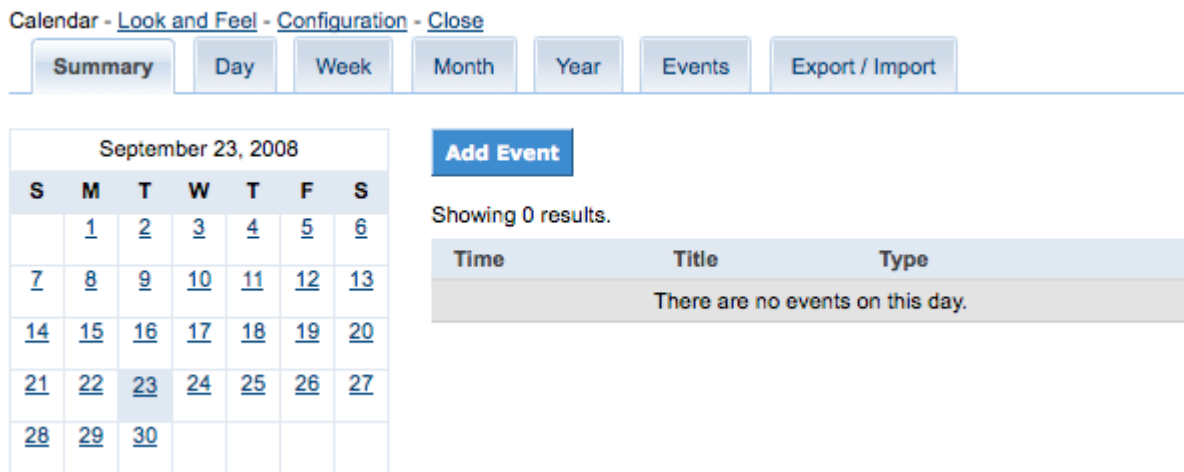 Calendar - Look and Feel - Configuration - Close
Summary Day Week Month Year Events Export / Import
September 23, 2008
S M T W T F S
1 2 3 4 5 6
7 8 9 10 11 12 13
14 15 16 17 18 19 20
21 22 23 24 25 26 27
28 29 30
Add Event
Showing 0 results.
Time Title Type
There are no events on this day.